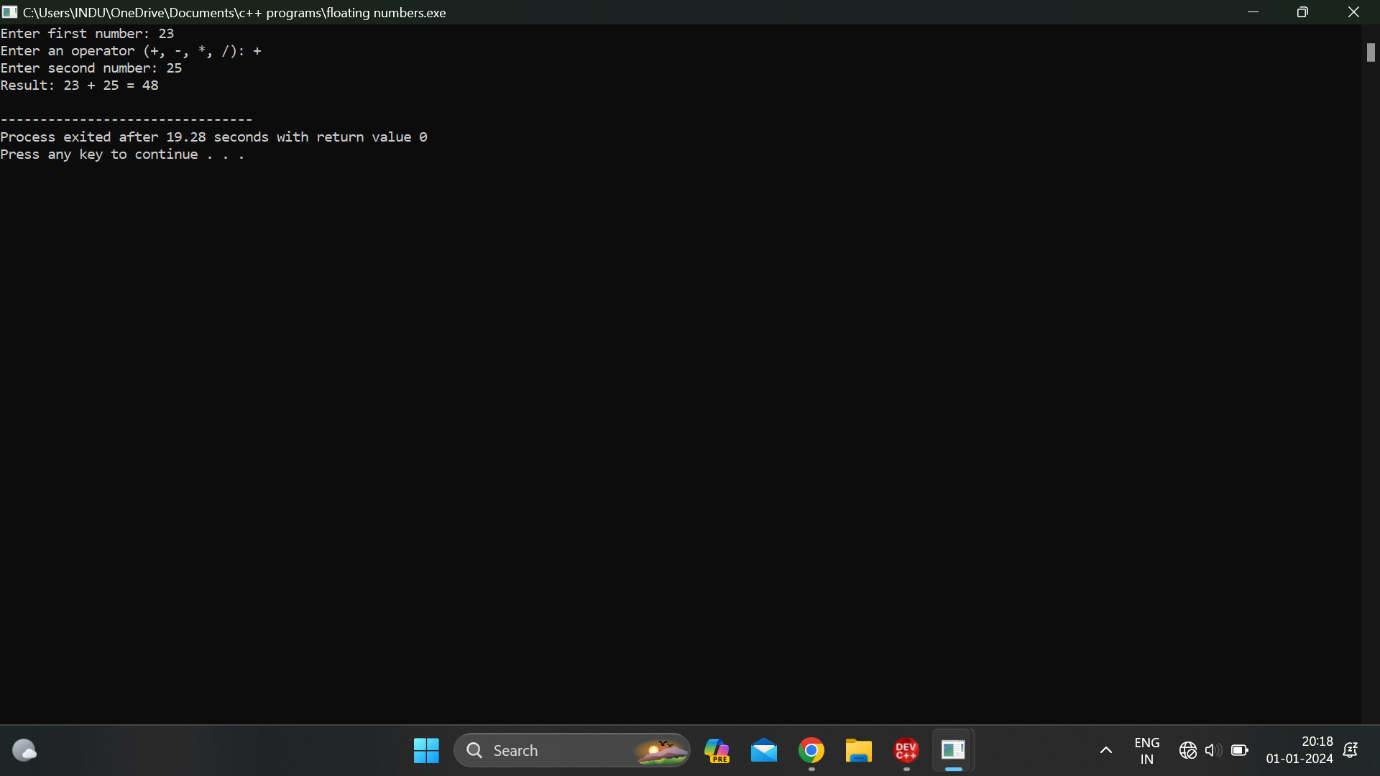 C:\Users\INDU\OneDrive\Documents\c++ programs\floating numbers.exe
Enter first number: 23
Enter an operator (+, -, *, /): +
Enter second number: 25
Result: 23 + 25 = 48
--------------------------------
Process exited after 19.28 seconds with return value 0
Press any key to continue . . .
Search
PRE
DEV
C++
ENG
IN
20:18
01-01-2024